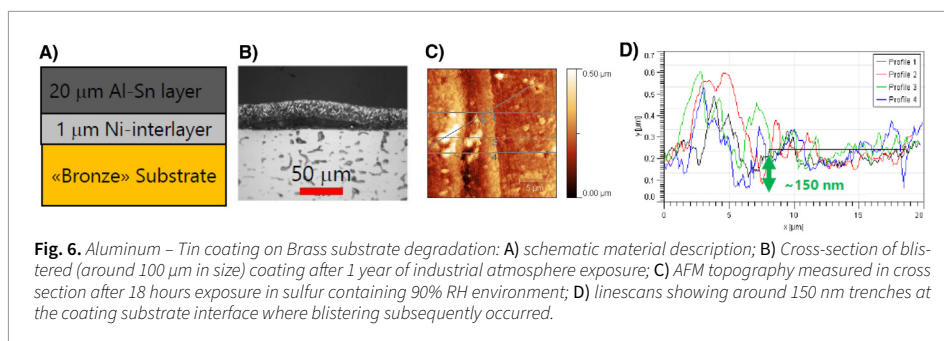 A)
B)
C)
D)
20 μm Al-Sn layer
1 μm Ni-interlayer
«Bronze» Substrate
50 μm
0.50 μm
0.00 μm
5 μm
0.7
0.6
0.5
0.4
0.3
0.2
0.1
0.0
y [μm]
0
5
10
15
20
x [μm]
Profile 1
Profile 2
Profile 3
Profile 4
~150 nm
Fig. 6. Aluminum – Tin coating on Brass substrate degradation: A) schematic material description; B) Cross-section of blis-
tered (around 100 μm in size) coating after 1 year of industrial atmosphere exposure; C) AFM topography measured in cross
section after 18 hours exposure in sulfur containing 90% RH environment; D) linescans showing around 150 nm trenches at
the coating substrate interface where blistering subsequently occurred.